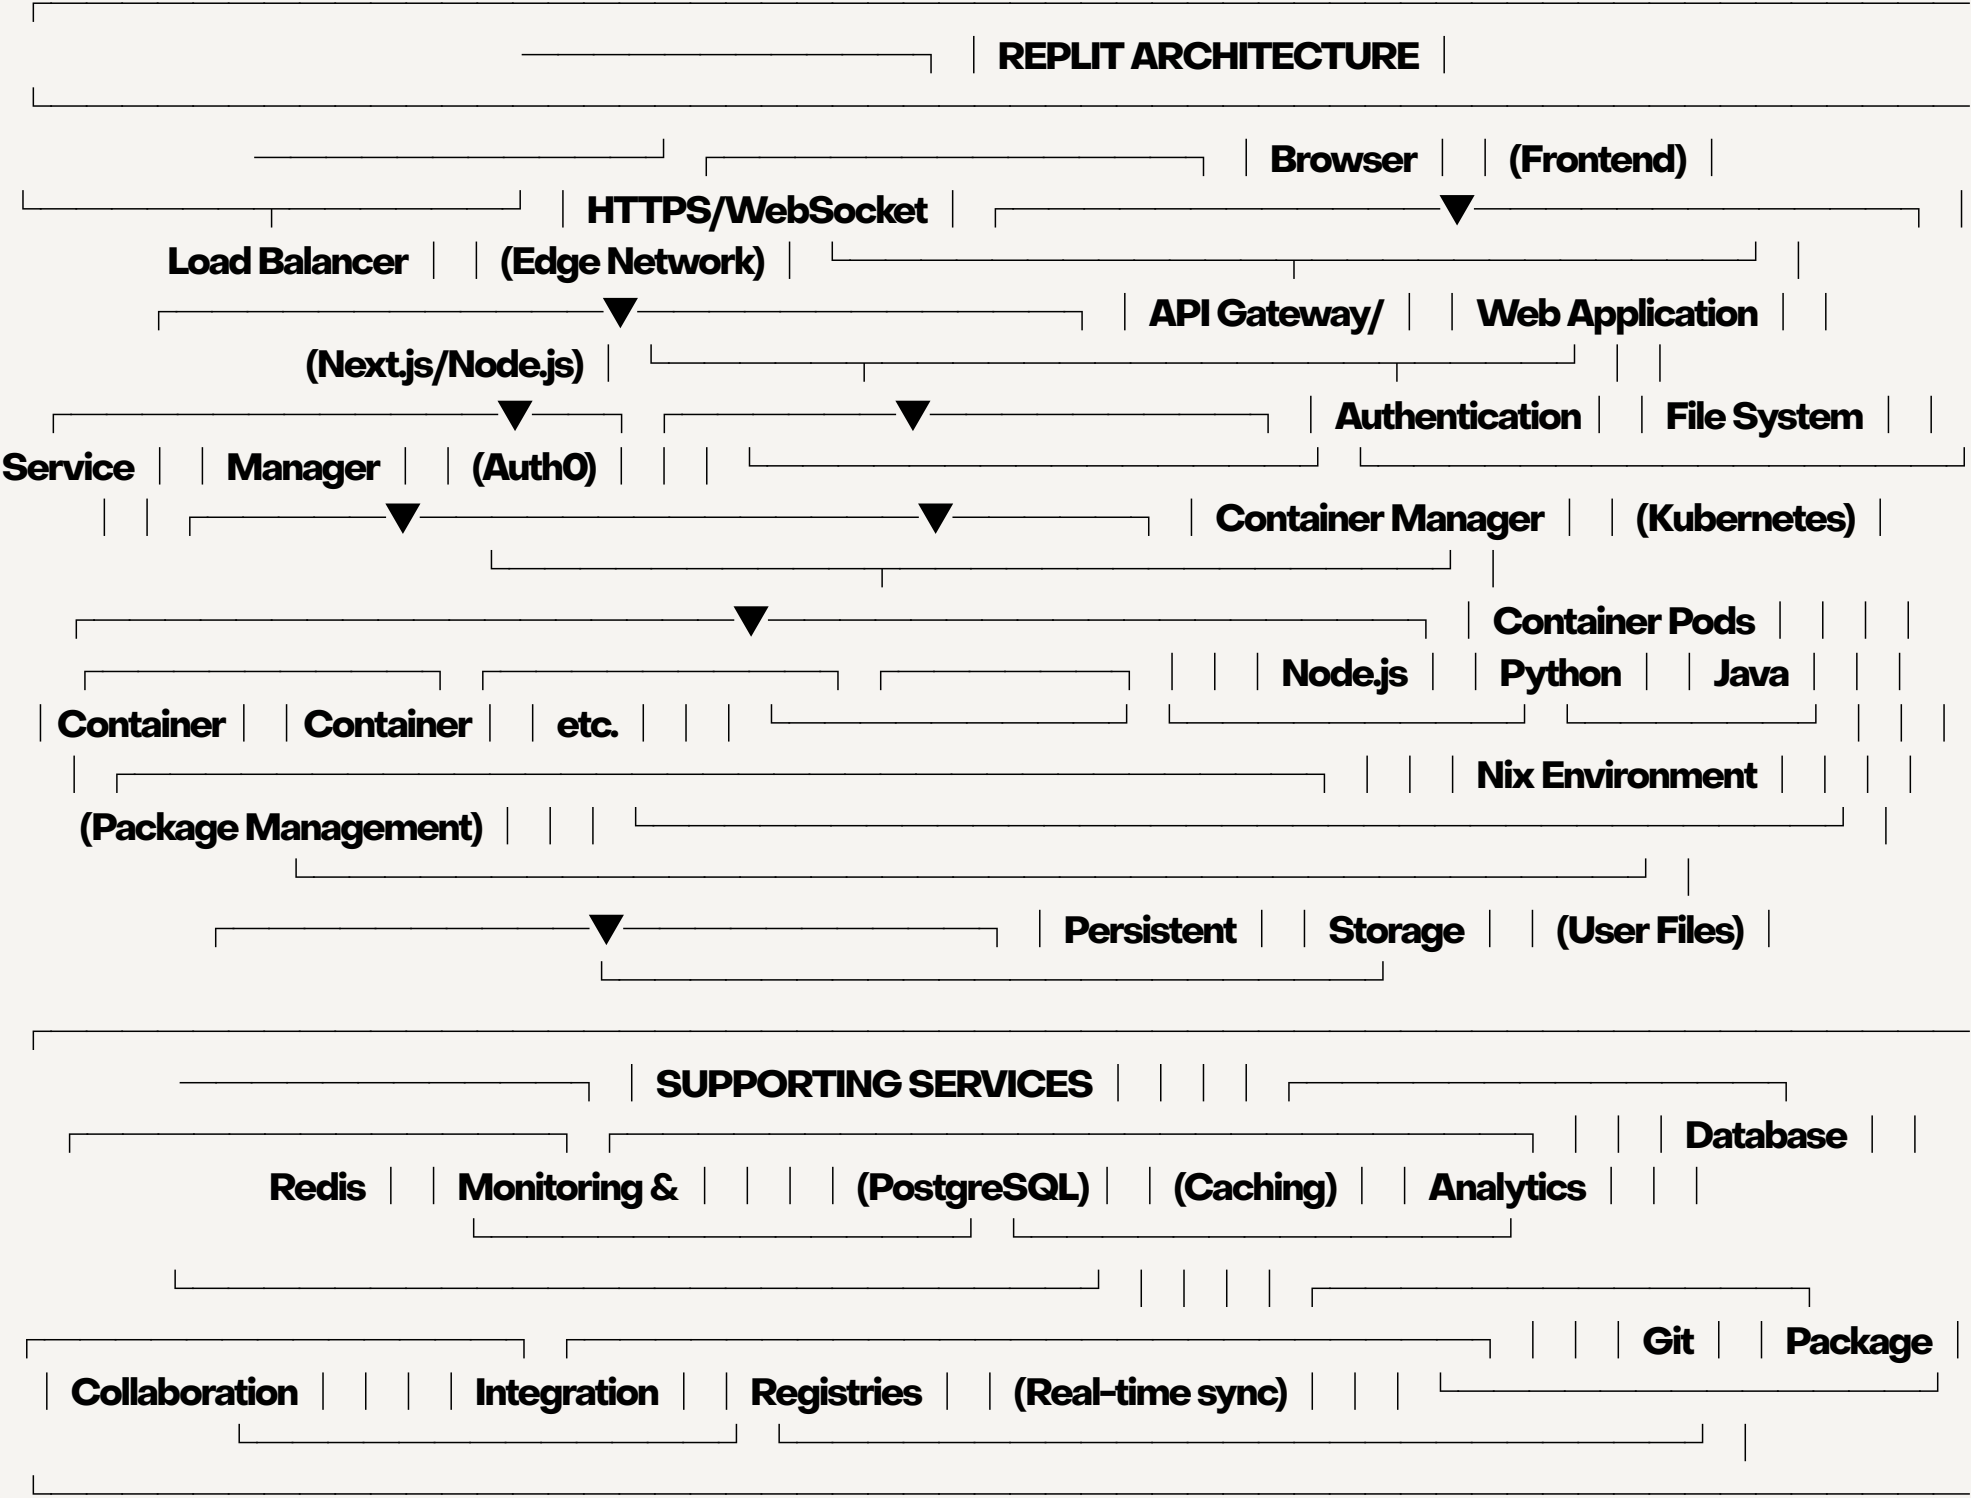 REPLIT ARCHITECTURE
Browser (Frontend)
HTTPS/WebSocket ▼
Load Balancer (Edge Network)
▼ API Gateway/ Web Application
(Next.js/Node.js)
▼ ▼ Authentication File System
Service Manager (Auth0)
▼ ▼ Container Manager (Kubernetes)
▼ Container Pods
Node.js Python Java
Container Container etc.
Nix Environment
(Package Management)
▼ Persistent Storage (User Files)
SUPPORTING SERVICES
Database
Redis Monitoring & (PostgreSQL) (Caching) Analytics
Git Package
Collaboration Integration Registries (Real-time sync)